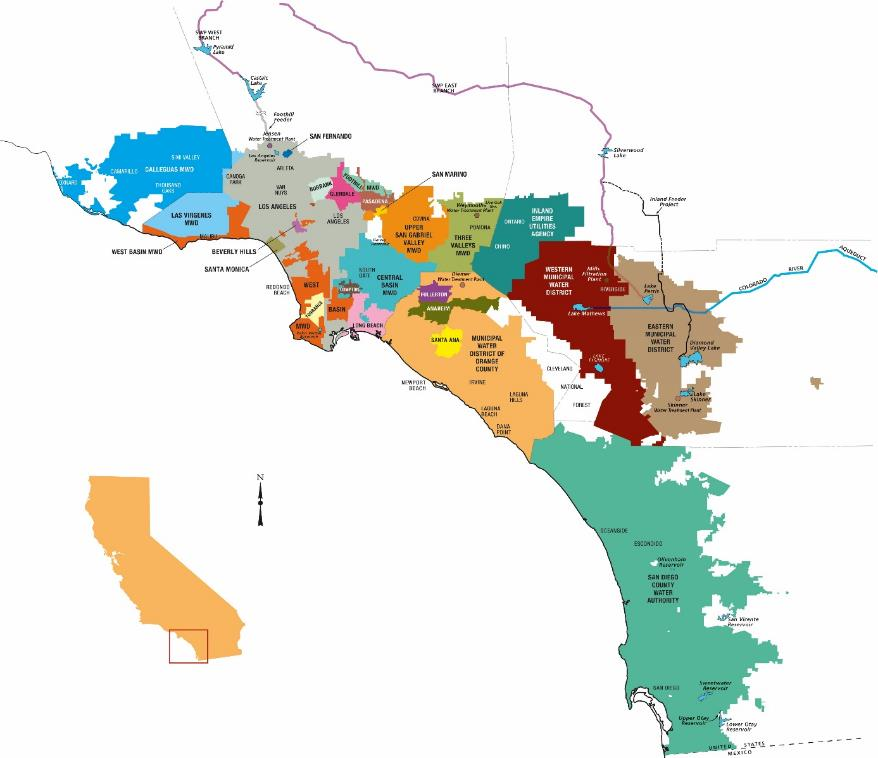 SWP WEST
BRANCH
Pyramid
Lake
Castaic
Lake
SWP EAST
BRANCH
Foothill
Feeder
Jensen
Water Treatment Plant
SAN FERNANDO
Los Angeles
Reservoir
Silverwood
Lake
Inland Feeder
Project
SIMI VALLEY
CAMARILLO
CALLEGUAS MWD
OXNARD
THOUSAND
OAKS
CANOGA
PARK
ARLETA
VAN
NUYS
BURBANK
GLENDALE
FOOTHILL
MWD
PASADENA
SAN MARINO
LOS ANGELES
LOS
ANGELES
LAS VIRGENES
MWD
MALIBU
WEST BASIN MWD
BEVERLY HILLS
SANTA MONICA
COVINA
UPPER
SAN GABRIEL
VALLEY
MWD
Weymouth
Water Treatment Plant
POMONA
THREE
VALLEYS
MWD
ONTARIO
CHINO
INLAND
EMPIRE
UTILITIES
AGENCY
SOUTH
GATE
CENTRAL
BASIN
MWD
Diemer
Water Treatment Plant
FULLERTON
ANAHEIM
REDONDO
BEACH
WEST
BASIN
MWD
TORRANCE
COMPTON
LONG BEACH
SANTA ANA
MUNICIPAL
WATER
DISTRICT OF
ORANGE
COUNTY
NEWPORT
BEACH
IRVINE
LAGUNA
HILLS
LAGUNA
BEACH
DANA
POINT
WESTERN
MUNICIPAL
WATER
DISTRICT
Mills
Filtration
Plant
RIVERSIDE
Lake Mathews
Lake
Perris
COLORADO RIVER AQUEDUCT
EASTERN
MUNICIPAL
WATER
DISTRICT
Diamond
Valley Lake
LAKE
ELSINORE
CLEVELAND
NATIONAL
FOREST
Lake
Skinner
Skinner
Water Treatment Plant
N
OCEANSIDE
ESCONDIDO
Olivenhain
Reservoir
SAN DIEGO
COUNTY
WATER
AUTHORITY
San Vicente
Reservoir
SAN DIEGO
Sweetwater
Reservoir
Upper Otay
Reservoir
Lower Otay
Reservoir
UNITED STATES
MEXICO